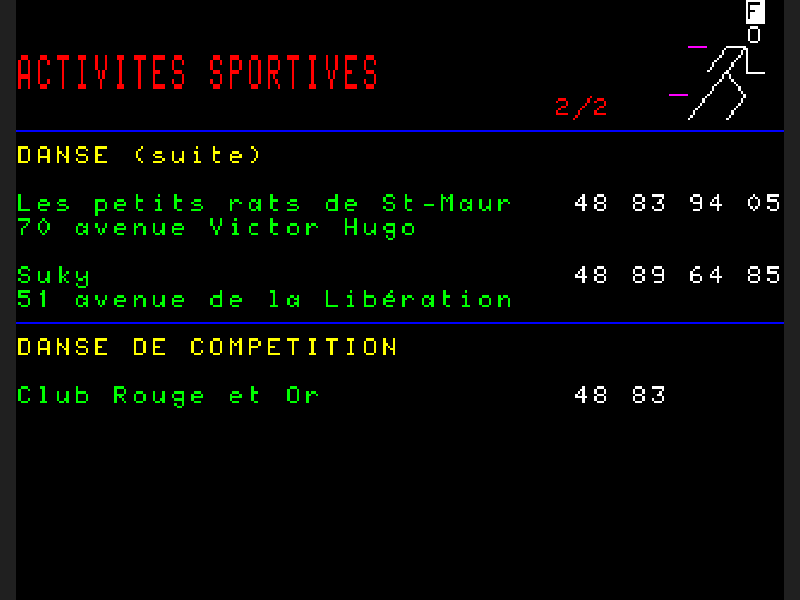 F
ACTIVITES SPORTIVES
2/2
DANSE (suite)
Les petits rats de St-Maur 48 83 94 05
70 avenue Victor Hugo
Suky 48 89 64 85
51 avenue de la Libération
DANSE DE COMPETITION
Club Rouge et Or 48 83